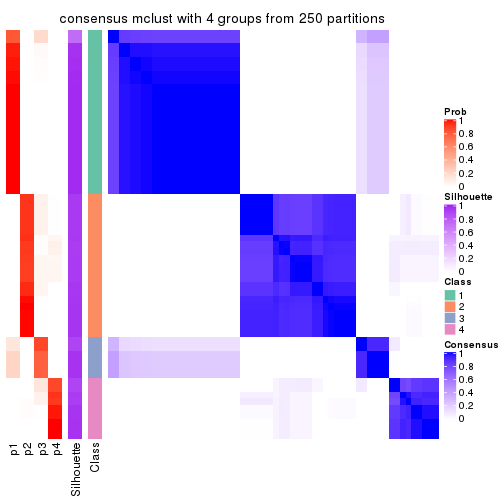 consensus mclust with 4 groups from 250 partitions
Prob
1
0.8
0.6
0.4
0.2
0
Silhouette
1
0.8
0.6
0.4
0.2
0
Class
1
2
3
4
Consensus
1
0.8
0.6
0.4
0.2
0
p1
p2
p3
p4
Silhouette
Class